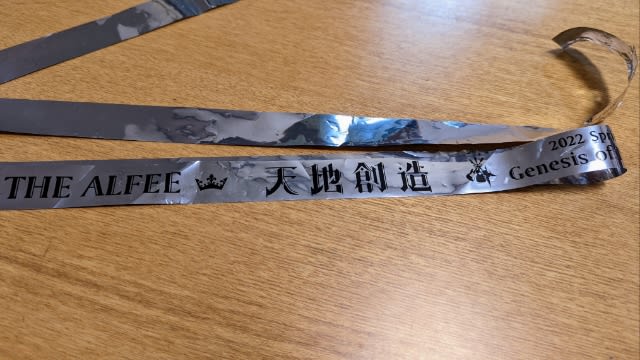 THE ALFEE 天地創造
2022
Genesis of